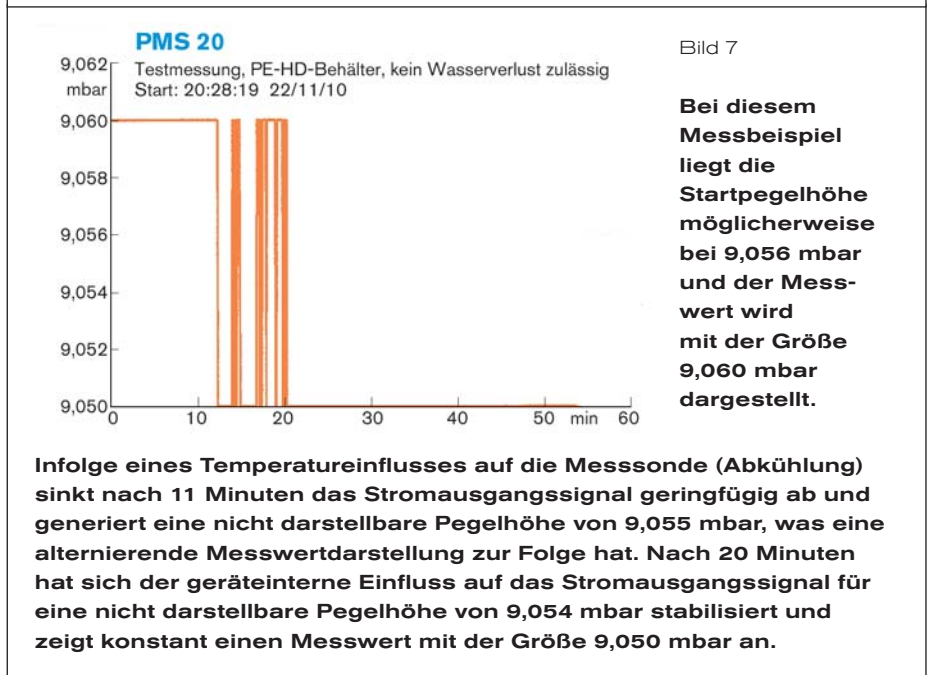 PMS 20
Testmessung, PE-HD-Behälter, kein Wasserverlust zulässig
Start: 20:28:19 22/11/10
9,062
mbar
9,060
9,058
9,056
9,054
9,052
9,050
0 10 20 30 40 50 min 60
Bild 7
Bei diesem
Messbeispiel
liegt die
Startpegelhöhe
möglicherweise
bei 9,056 mbar
und der Mess-
wert wird
mit der Größe
9,060 mbar
dargestellt.
Infolge eines Temperatureinflusses auf die Messsonde (Abkühlung)
sinkt nach 11 Minuten das Stromausgangssignal geringfügig ab und
generiert eine nicht darstellbare Pegelhöhe von 9,055 mbar, was eine
alternierende Messwertdarstellung zur Folge hat. Nach 20 Minuten
hat sich der geräteinterne Einfluss auf das Stromausgangssignal für
eine nicht darstellbare Pegelhöhe von 9,054 mbar stabilisiert und
zeigt konstant einen Messwert mit der Größe 9,050 mbar an.